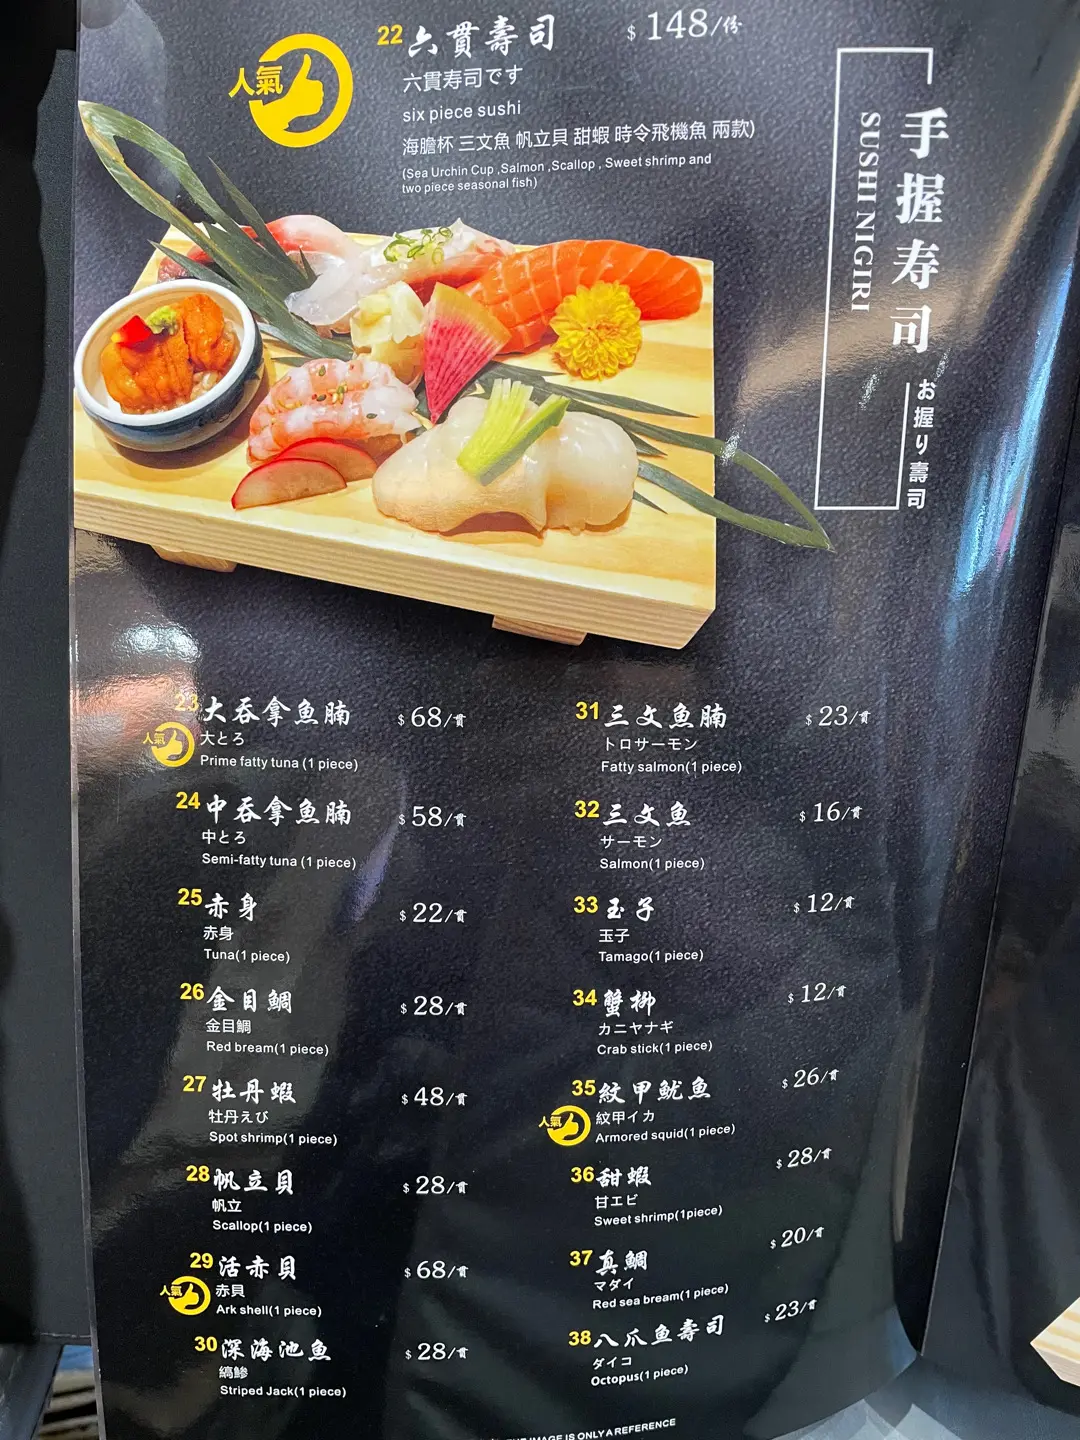 人氣
22 六貫壽司 $ 148/份
六貫寿司です
six piece sushi
海膽杯 三文魚 帆立貝 甜蝦 時令飛機魚 兩款)
(Sea Urchin Cup ,Salmon ,Scallop , Sweet shrimp and
two piece seasonal fish)
手握寿司
SUSHI NIGIRI
お握り壽司
23 大吞拿魚腩 $ 68/貫
人氣
大とろ
Prime fatty tuna (1 piece)
24 中吞拿魚腩 $ 58/貫
中とろ
Semi-fatty tuna (1 piece)
25 赤身 $ 22/貫
赤身
Tuna(1 piece)
26 金目鯛 $ 28/貫
金目鯛
Red bream(1 piece)
27 牡丹蝦 $ 48/貫
牡丹えび
Spot shrimp(1 piece)
28 帆立貝 $ 28/貫
帆立
Scallop(1 piece)
29 活赤貝 $ 68/貫
人氣
赤貝
Ark shell(1 piece)
30 深海池魚 $ 28/貫
縞鯵
Striped Jack(1 piece)
31 三文魚腩 $ 23/貫
トロサーモン
Fatty salmon(1 piece)
32 三文魚 $ 16/貫
サーモン
Salmon(1 piece)
33 玉子 $ 12/貫
玉子
Tamago(1 piece)
34 蟹柳 $ 12/貫
カニヤナギ
Crab stick(1 piece)
35 紋甲魷魚 $ 26/貫
人氣
紋甲イカ
Armored squid(1 piece)
36 甜蝦 $ 28/貫
甘エビ
Sweet shrimp(1piece)
37 真鯛 $ 20/貫
マダイ
Red sea bream(1 piece)
38 八爪魚壽司 $ 23/貫
ダイコ
Octopus(1 piece)
IMAGE IS ONLY A REFERENCE